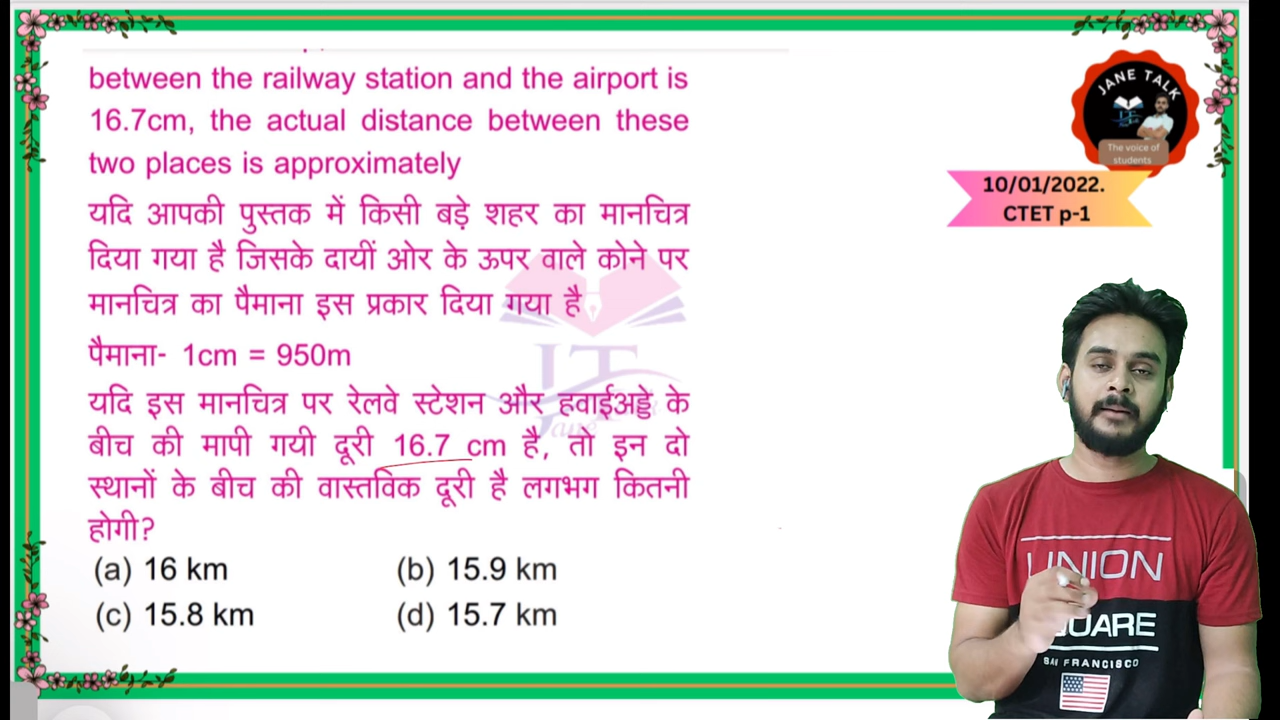 between the railway station and the airport is
16.7cm, the actual distance between these
two places is approximately
यदि आपकी पुस्तक में किसी बड़े शहर का मानचित्र
दिया गया है जिसके दायीं ओर के ऊपर वाले कोने पर
मानचित्र का पैमाना इस प्रकार दिया गया है
पैमाना- 1cm = 950m
यदि इस मानचित्र पर रेलवे स्टेशन और हवाईअड्डे के
बीच की मापी गयी दूरी 16.7 cm है, तो इन दो
स्थानों के बीच की वास्तविक दूरी है लगभग कितनी
होगी?
(a) 16 km (b) 15.9 km
(c) 15.8 km (d) 15.7 km
JANE TALK
The voice of
students
10/01/2022.
CTET p-1
UNION
SQUARE
SAN FRANCISCO